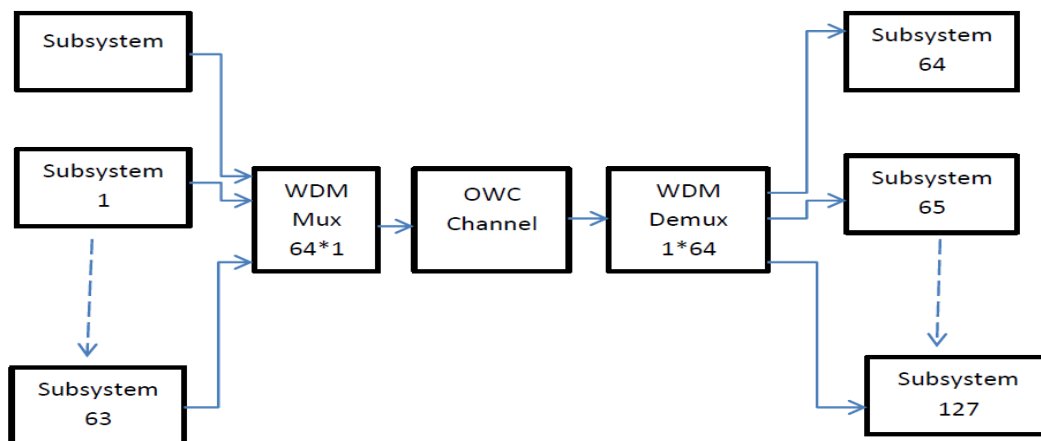 Subsystem
Subsystem
64
Subsystem
1
WDM
Mux
64*1
OWC
Channel
WDM
Demux
1*64
Subsystem
65
Subsystem
63
Subsystem
127